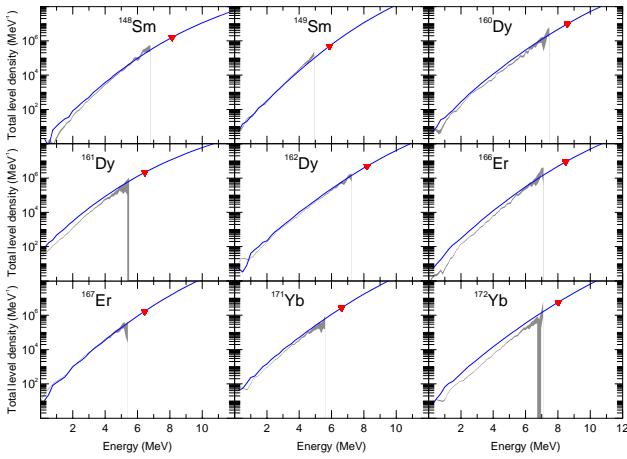 Total level density (MeV⁻¹)
10⁶
10⁴
10²
¹⁴⁸Sm
¹⁴⁹Sm
¹⁶⁰Dy
Total level density (MeV⁻¹)
10⁶
10⁴
10²
¹⁶¹Dy
¹⁶²Dy
¹⁶⁶Er
Total level density (MeV⁻¹)
10⁶
10⁴
10²
¹⁶⁷Er
¹⁷¹Yb
¹⁷²Yb
2 4 6 8 10 2 4 6 8 10 2 4 6 8 10 12
Energy (MeV) Energy (MeV) Energy (MeV)